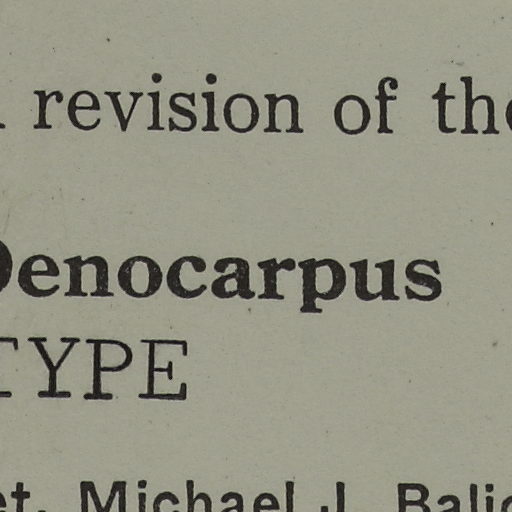 revision of the
Oenocarpus
TYPE
et. Michael J. Balic